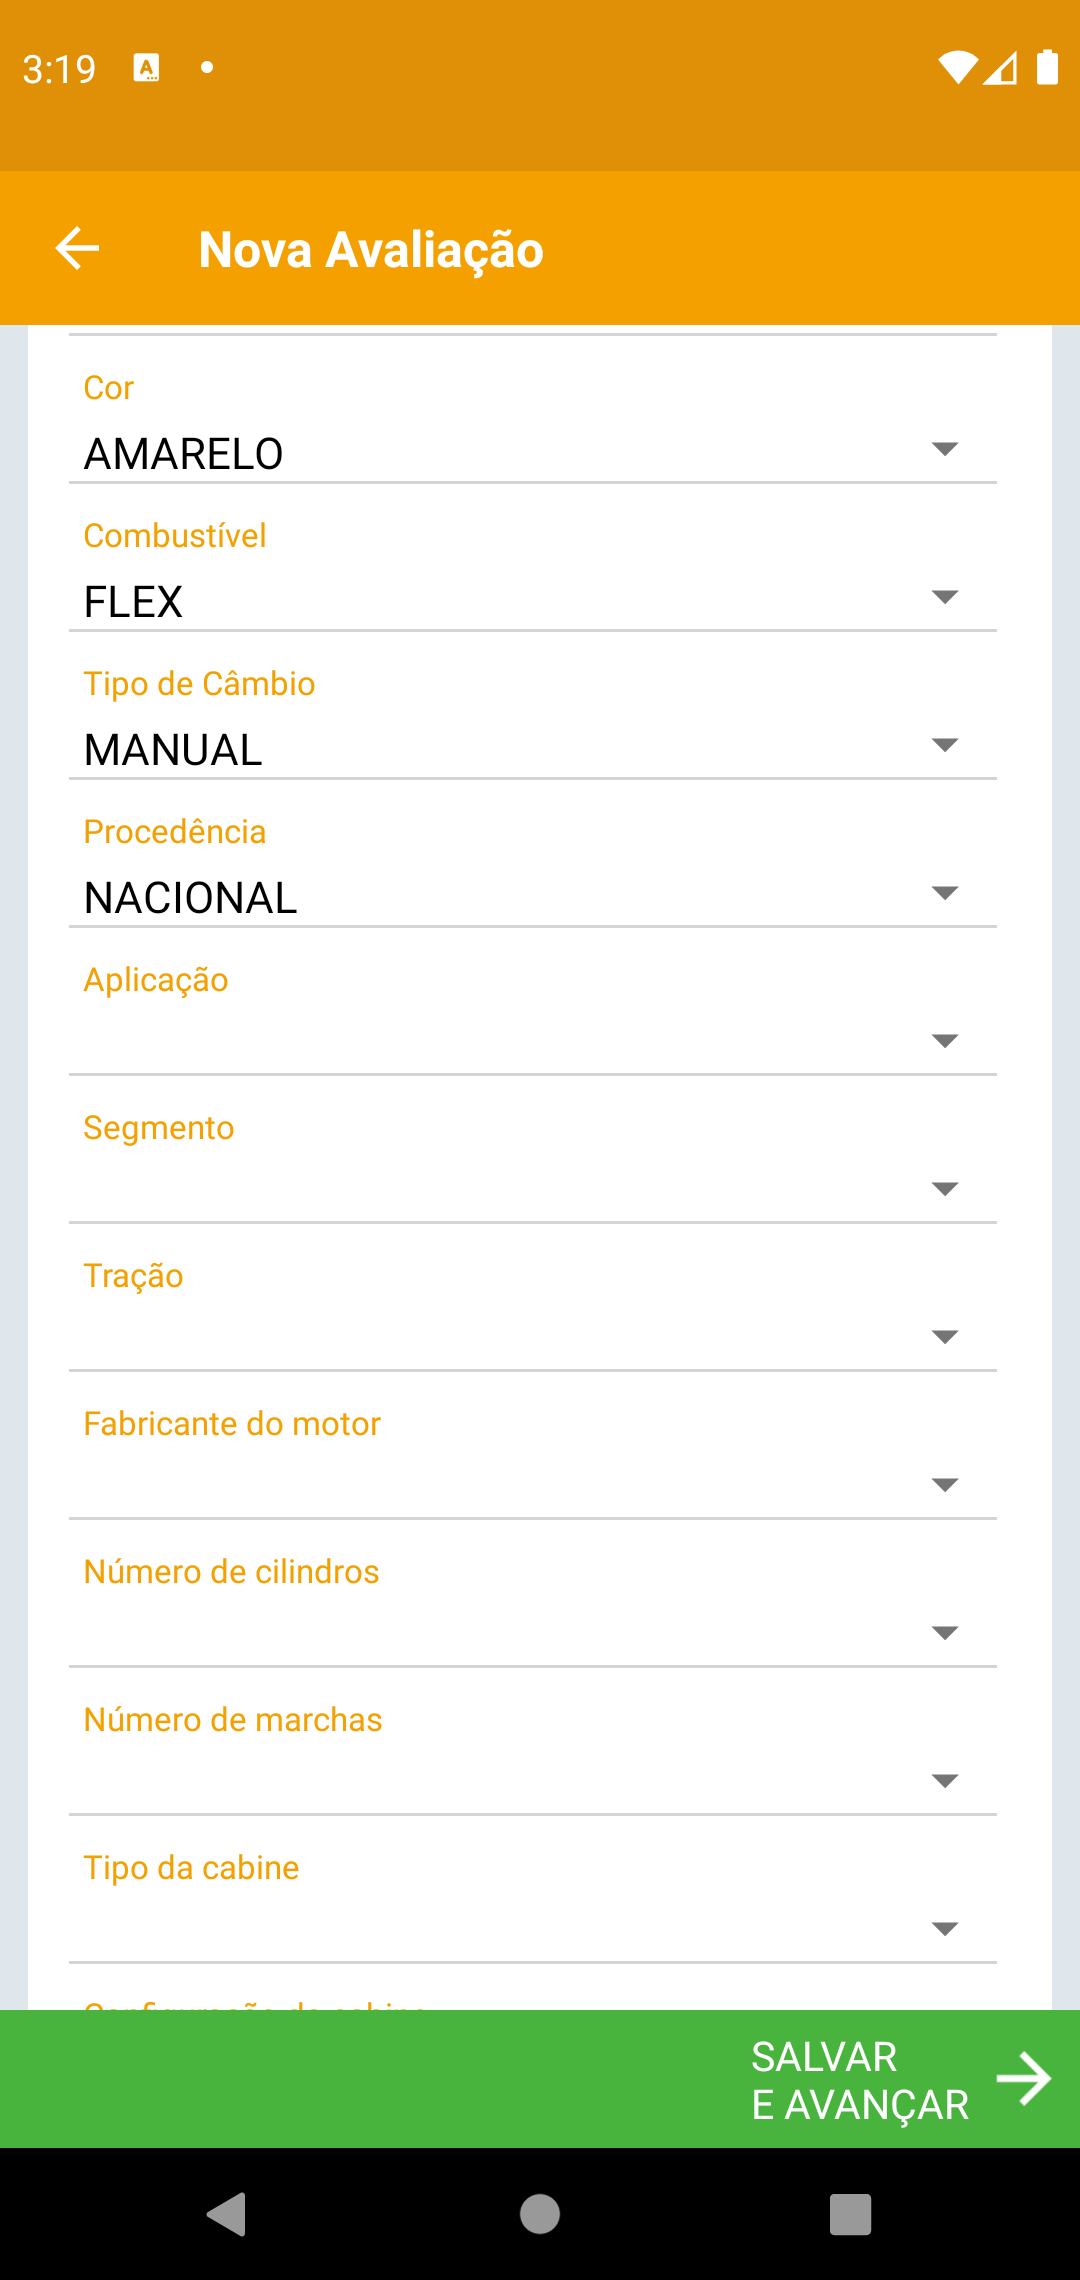 3:19
Nova Avaliação
Cor
AMARELO
Combustível
FLEX
Tipo de Câmbio
MANUAL
Procedência
NACIONAL
Aplicação
Segmento
Tração
Fabricante do motor
Número de cilindros
Número de marchas
Tipo da cabine
SALVAR
E AVANÇAR